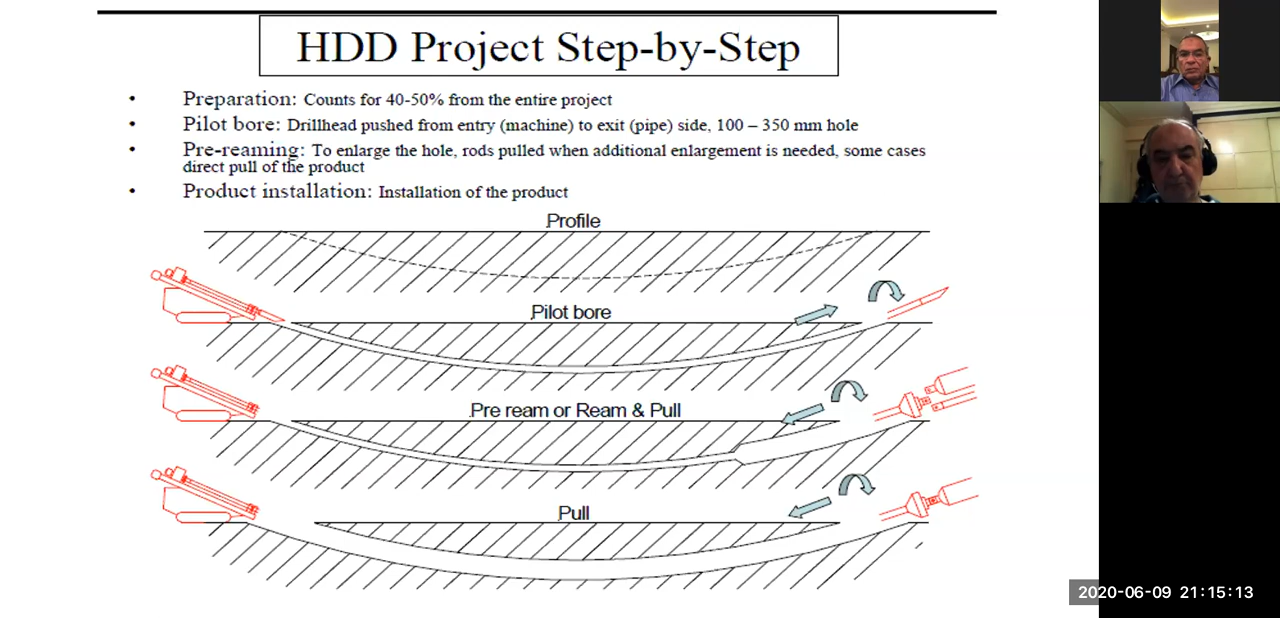 HDD Project Step-by-Step
• Preparation: Counts for 40-50% from the entire project
• Pilot bore: Drillhead pushed from entry (machine) to exit (pipe) side, 100 – 350 mm hole
• Pre-reaming: To enlarge the hole, rods pulled when additional enlargement is needed, some cases
direct pull of the product
• Product installation: Installation of the product
Profile
Pilot bore
Pre ream or Ream & Pull
Pull
2020-06-09 21:15:13